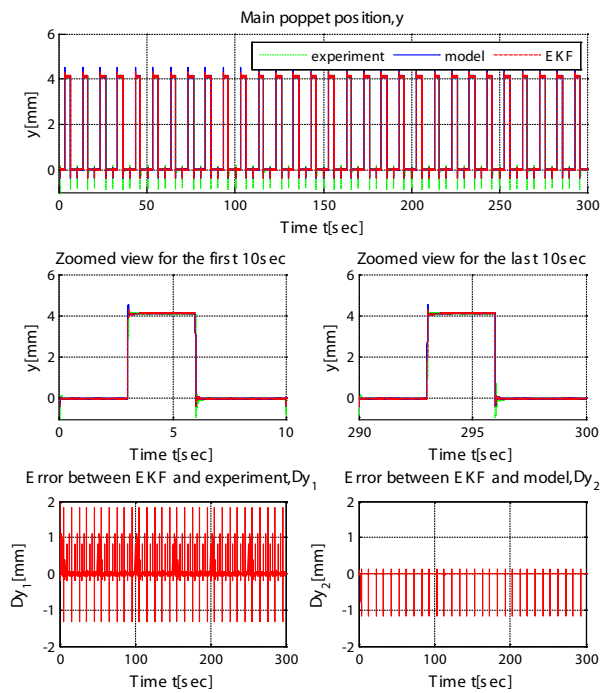 Main poppet position,y
6
4
2
0
-1
y[mm]
experiment model EKF
0 50 100 150 200 250 300
Time t[sec]
Zoomed view for the first 10sec
6
4
2
0
-1
y[mm]
0 5 10
Time t[sec]
Zoomed view for the last 10sec
6
4
2
0
-1
y[mm]
290 295 300
Time t[sec]
Error between EKF and experiment,Dy1
2
1
0
-1
-2
Dy1[mm]
0 100 200 300
Time t[sec]
Error between EKF and model,Dy2
2
1
0
-1
-2
Dy2[mm]
0 100 200 300
Time t[sec]